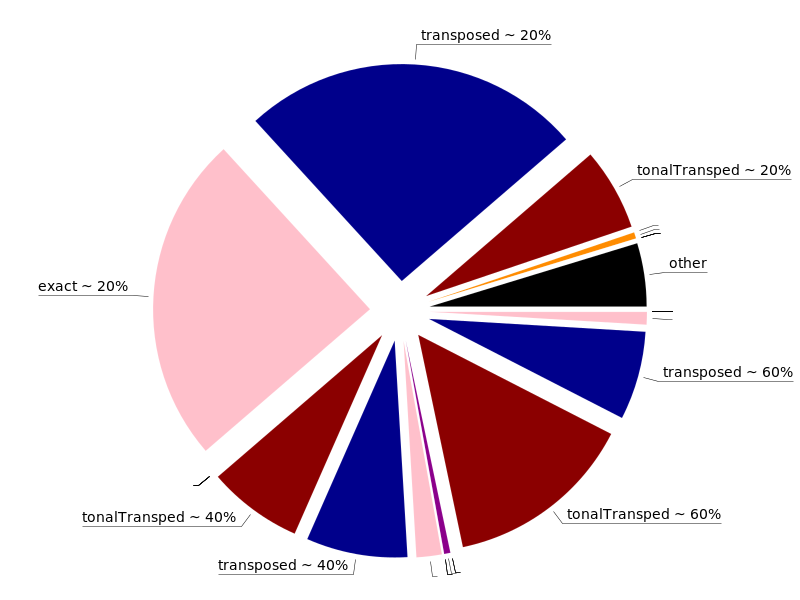 transposed ~ 20%
tonalTransped ~ 20%
other
exact ~ 20%
transposed ~ 60%
tonalTransped ~ 60%
tonalTransped ~ 40%
transposed ~ 40%